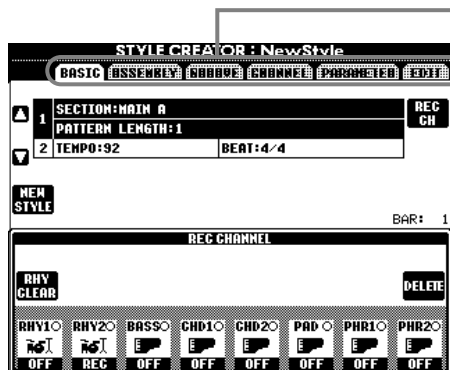 STYLE CREATOR : NewStyle
BASIC ASSEMBLY GROOVE CHANNEL PARAMETER EDIT
1 SECTION:MAIN A
REC CH
PATTERN LENGTH:1
2 TEMPO:92 BEAT:4/4
NEW STYLE
BAR: 1
REC CHANNEL
RHY CLEAR
DELETE
RHY1 RHY2 BASS CHD1 CHD2 PAD PHR1 PHR2
OFF REC OFF OFF OFF OFF OFF OFF